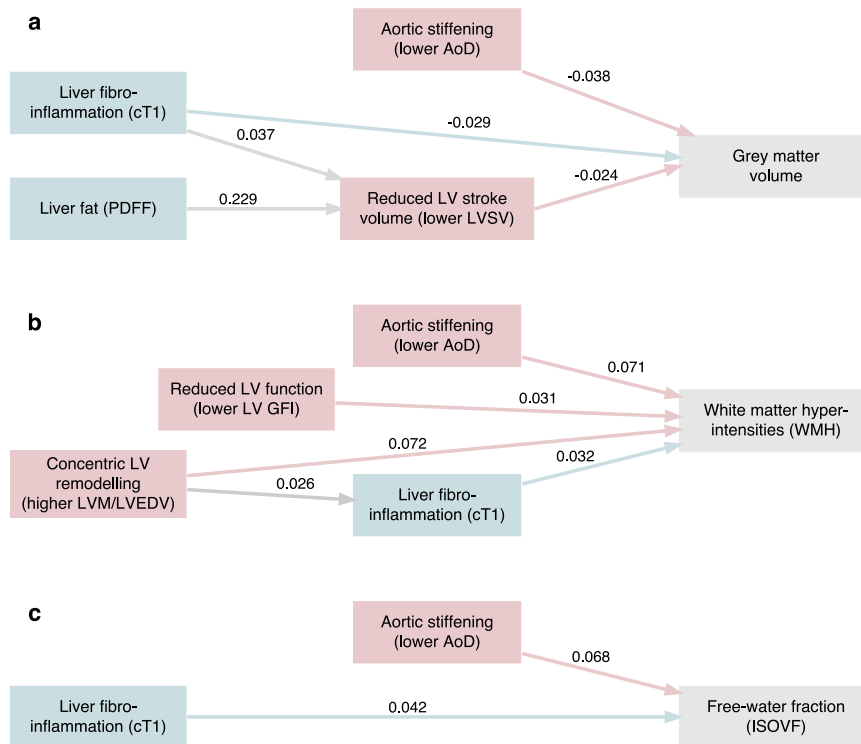 a
Aortic stiffening
(lower AoD)
-0.038
Liver fibro-
inflammation (cT1)
-0.029
0.037
Grey matter
volume
-0.024
Liver fat (PDFF)
0.229
Reduced LV stroke
volume (lower LVSV)
b
Aortic stiffening
(lower AoD)
0.071
Reduced LV function
(lower LV GFI)
0.031
White matter hyper-
intensities (WMH)
0.072
Concentric LV
remodelling
(higher LVM/LVEDV)
0.026
0.032
Liver fibro-
inflammation (cT1)
c
Aortic stiffening
(lower AoD)
0.068
Liver fibro-
inflammation (cT1)
0.042
Free-water fraction
(ISOVF)